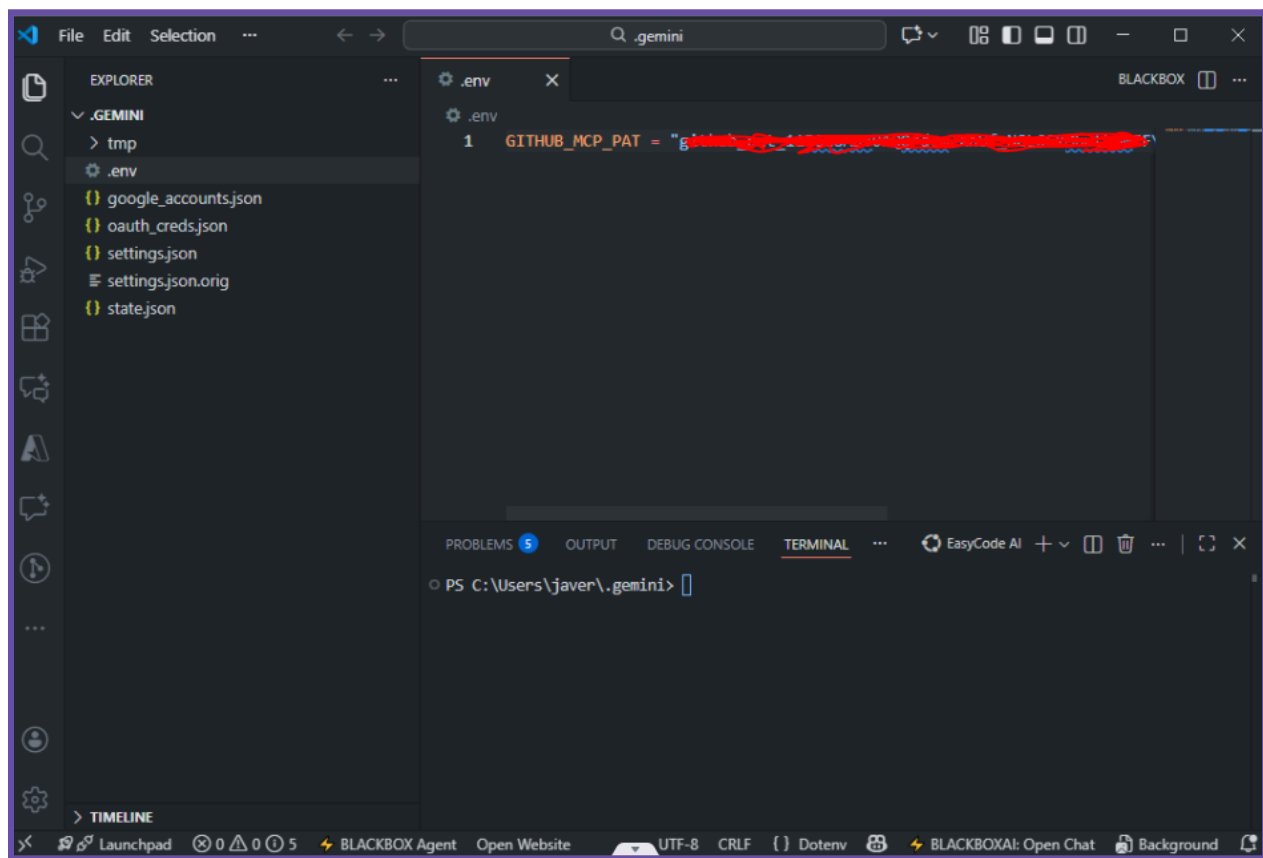 File Edit Selection ··· .gemini
EXPLORER ···
.env
BLACKBOX ···
.GEMINI
tmp
.env
google_accounts.json
oauth_creds.json
settings.json
settings.json.orig
state.json
.env
1 GITHUB_MCP_PAT = "
PROBLEMS 5 OUTPUT DEBUG CONSOLE TERMINAL ··· EasyCode AI
PS C:\Users\javer\.gemini>
TIMELINE
Launchpad 0 0 5 BLACKBOX Agent Open Website UTF-8 CRLF { } Dotenv BLACKBOXAI: Open Chat Background